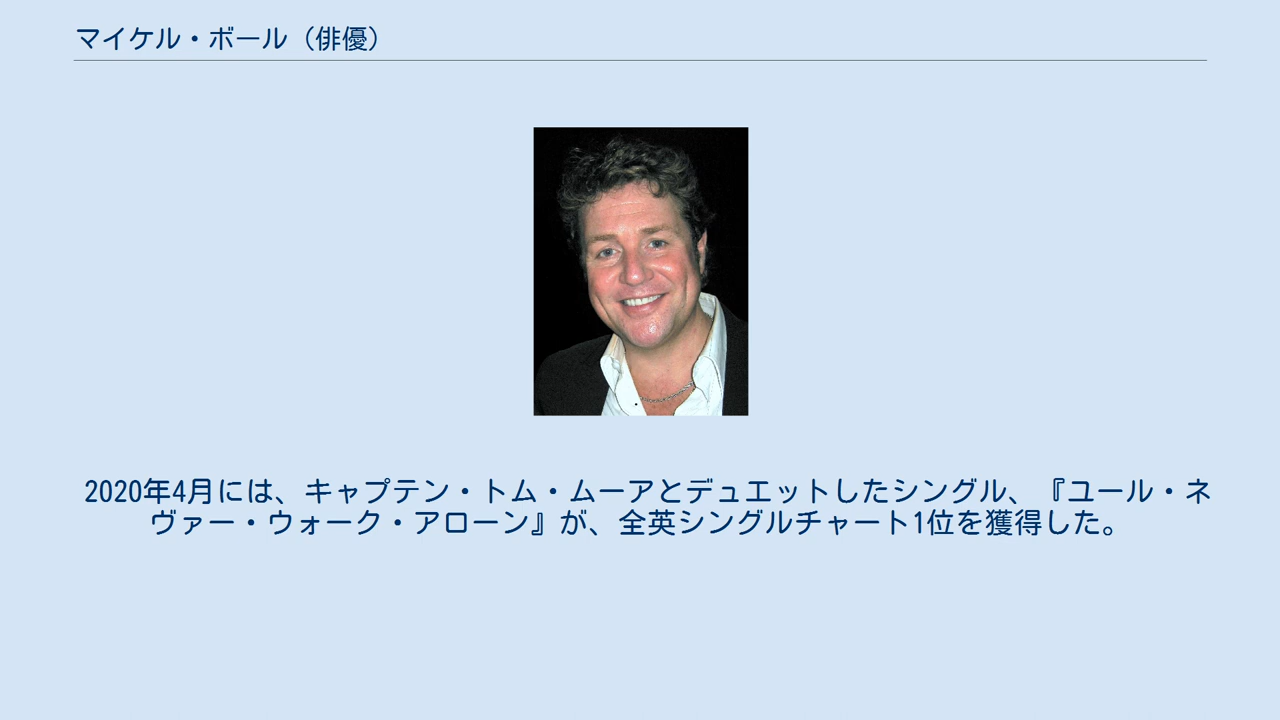 マイケル・ボール（俳優）
2020年4月には、キャプテン・トム・ムーアとデュエットしたシングル、『ユール・ネ
ヴァー・ウォーク・アローン』が、全英シングルチャート1位を獲得した。